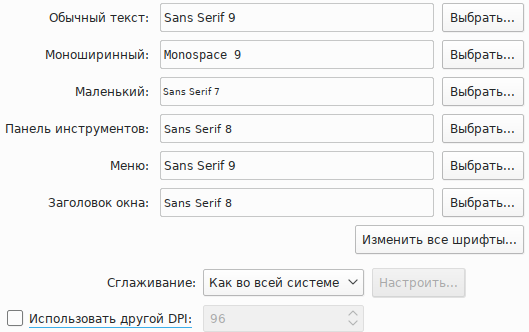 Обычный текст: Sans Serif 9 Выбрать...
Моноширинный: Monospace 9 Выбрать...
Маленький: Sans Serif 7 Выбрать...
Панель инструментов: Sans Serif 8 Выбрать...
Меню: Sans Serif 9 Выбрать...
Заголовок окна: Sans Serif 8 Выбрать...
Изменить все шрифты...
Сглаживание: Как во всей системе Настроить...
Использовать другой DPI: 96